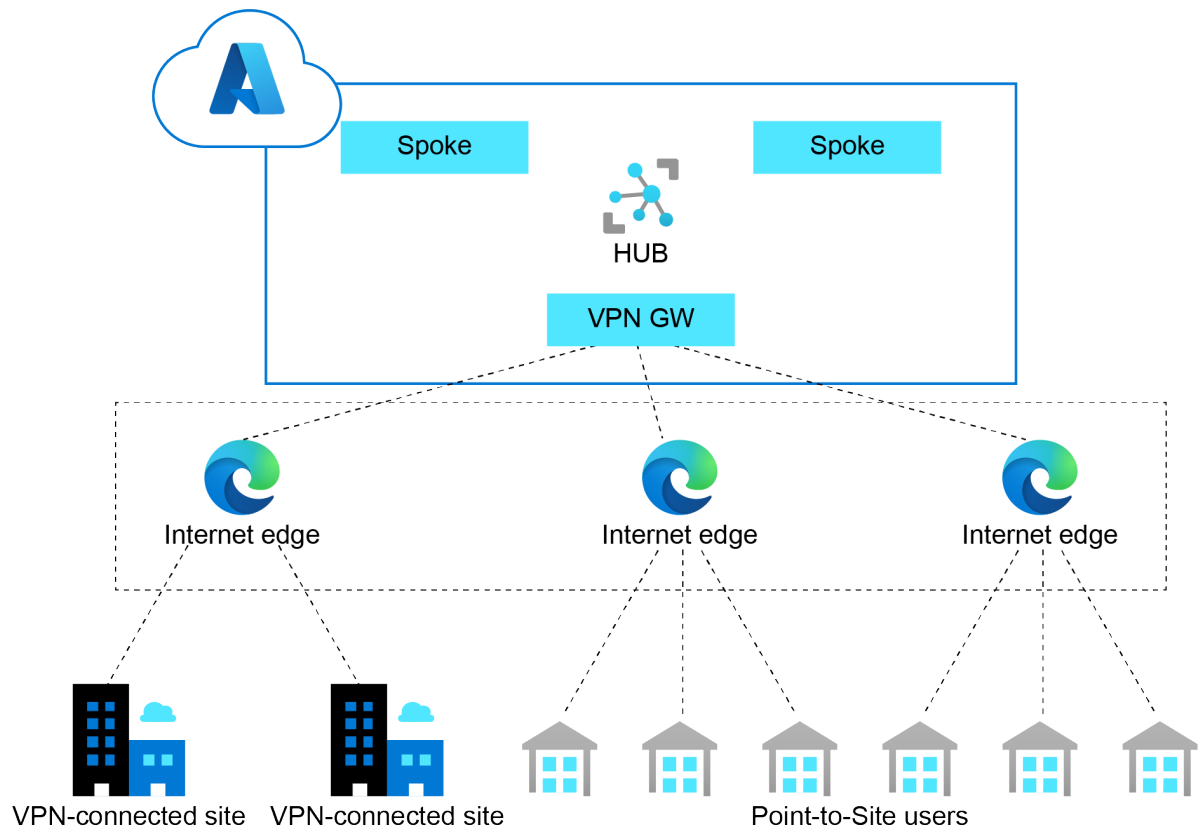 Spoke
Spoke
HUB
VPN GW
Internet edge
Internet edge
Internet edge
VPN-connected site
VPN-connected site
Point-to-Site users